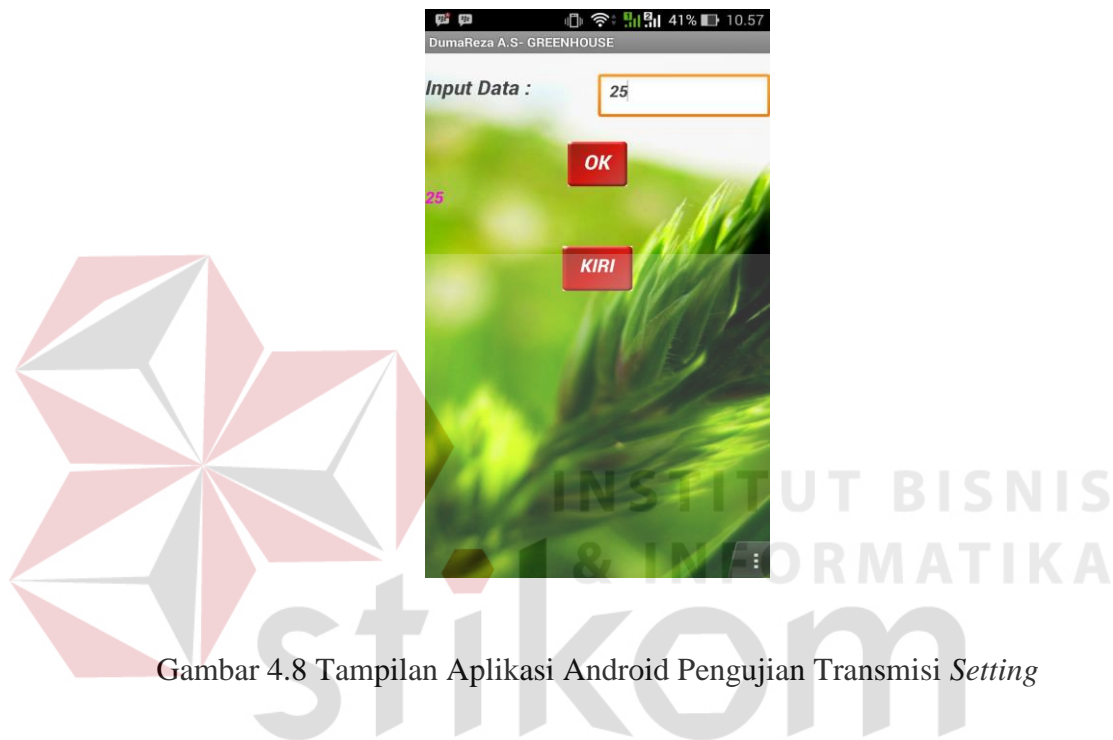 41% 10.57
DumaReza A.S- GREENHOUSE
Input Data : 25
OK
25
KIRI
INSTITUT BISNIS
& INFORMATIKA
stikom
Gambar 4.8 Tampilan Aplikasi Android Pengujian Transmisi Setting